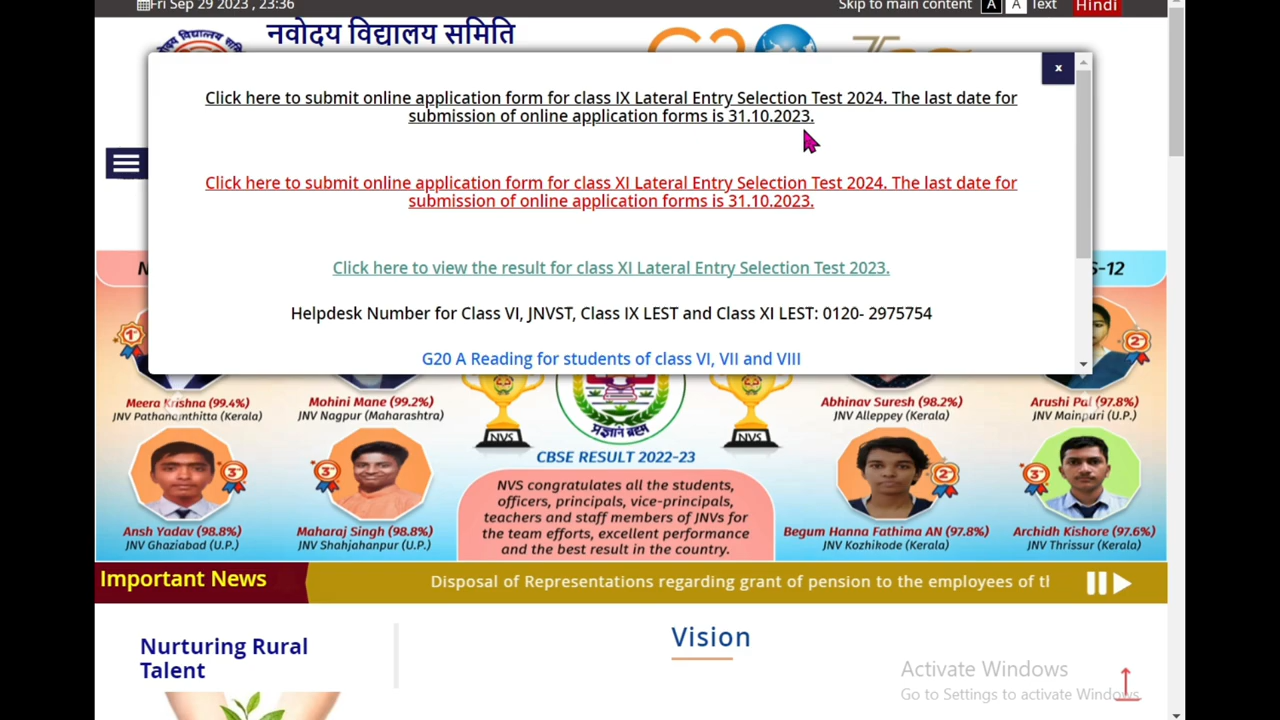 Fri Sep 29 2023 , 23:36
Skip to main content A A Text Hindi
नवोदय विद्यालय समिति
G20
75
x
Click here to submit online application form for class IX Lateral Entry Selection Test 2024. The last date for
submission of online application forms is 31.10.2023.
Click here to submit online application form for class XI Lateral Entry Selection Test 2024. The last date for
submission of online application forms is 31.10.2023.
Click here to view the result for class XI Lateral Entry Selection Test 2023.
Helpdesk Number for Class VI, JNVST, Class IX LEST and Class XI LEST: 0120- 2975754
G20 A Reading for students of class VI, VII and VIII
S-12
1st
2nd
Meera Krishna (99.4%)
JNV Pathanamthitta (Kerala)
Mohini Mane (99.2%)
JNV Nagpur (Maharashtra)
NVS
प्रज्ञानं ब्रह्म
NVS
Abhinav Suresh (98.2%)
JNV Alleppey (Kerala)
Arushi Pal (97.8%)
JNV Mainpuri (U.P.)
CBSE RESULT 2022-23
3rd
3rd
2nd
3rd
NVS congratulates all the students,
officers, principals, vice-principals,
teachers and staff members of JNVs for
the team efforts, excellent performance
and the best result in the country.
Ansh Yadav (98.8%)
JNV Ghaziabad (U.P.)
Maharaj Singh (98.8%)
JNV Shahjahanpur (U.P.)
Begum Hanna Fathima AN (97.8%)
JNV Kozhikode (Kerala)
Archidh Kishore (97.6%)
JNV Thrissur (Kerala)
Important News
Disposal of Representations regarding grant of pension to the employees of
Nurturing Rural
Talent
Vision
Activate Windows
Go to Settings to activate Windows.